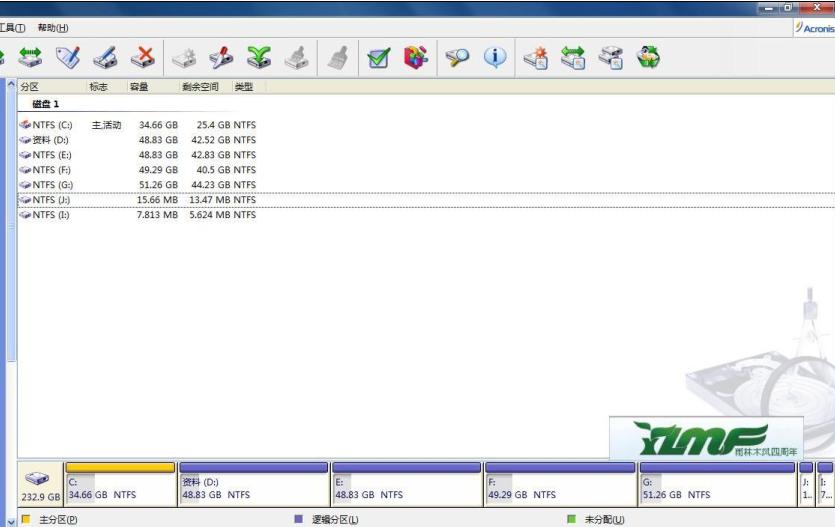 工具(T) 帮助(H)
Acronis
分区 标志 容量 剩余空间 类型
磁盘 1
NTFS (C:) 主,活动 34.66 GB 25.4 GB NTFS
资料 (D:) 48.83 GB 42.52 GB NTFS
NTFS (E:) 48.83 GB 42.83 GB NTFS
NTFS (F:) 49.29 GB 40.5 GB NTFS
NTFS (G:) 51.26 GB 44.23 GB NTFS
NTFS (J:) 15.66 MB 13.47 MB NTFS
NTFS (I:) 7.813 MB 5.624 MB NTFS
YLMF
雨林木风四周年
C: 资料 (D:) E: F: G: J: I:
232.9 GB 34.66 GB NTFS 48.83 GB NTFS 48.83 GB NTFS 49.29 GB NTFS 51.26 GB NTFS 1... 7...
主分区(P) 逻辑分区(L) 未分配(U)